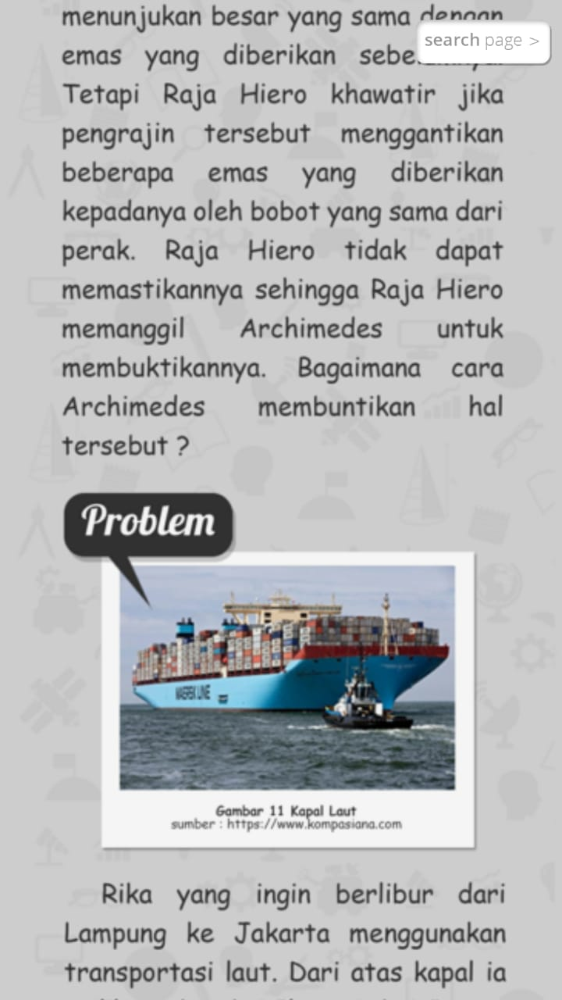 menunjukan besar yang sama dengan
search page >
emas yang diberikan
Tetapi Raja Hiero khawatir jika
pengrajin tersebut menggantikan
beberapa emas yang diberikan
kepadanya oleh bobot yang sama dari
perak. Raja Hiero tidak dapat
memastikannya sehingga Raja Hiero
memanggil Archimedes untuk
membuktikannya. Bagaimana cara
Archimedes membuntikan hal
tersebut ?
Problem
MAERSK LINE
Gambar 11 Kapal Laut
sumber : https://www.kompasiana.com
Rika yang ingin berlibur dari
Lampung ke Jakarta menggunakan
transportasi laut. Dari atas kapal ia